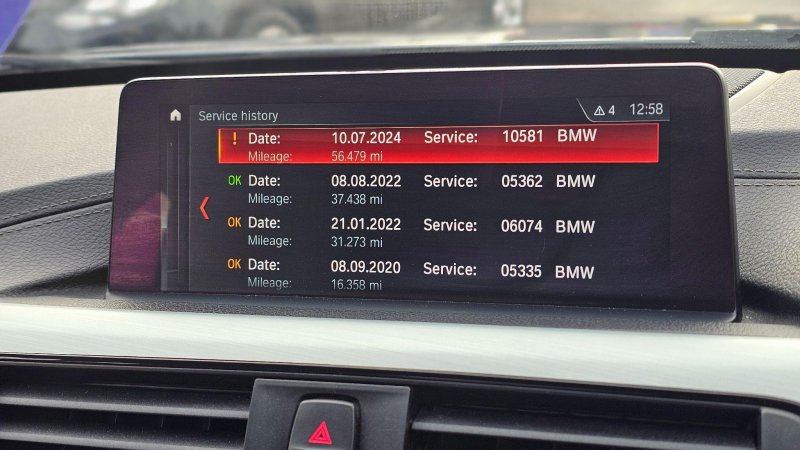 Service history
4 12:58
! Date: 10.07.2024 Service: 10581 BMW
Mileage: 56.479 mi
OK Date: 08.08.2022 Service: 05362 BMW
Mileage: 37.438 mi
OK Date: 21.01.2022 Service: 06074 BMW
Mileage: 31.273 mi
OK Date: 08.09.2020 Service: 05335 BMW
Mileage: 16.358 mi